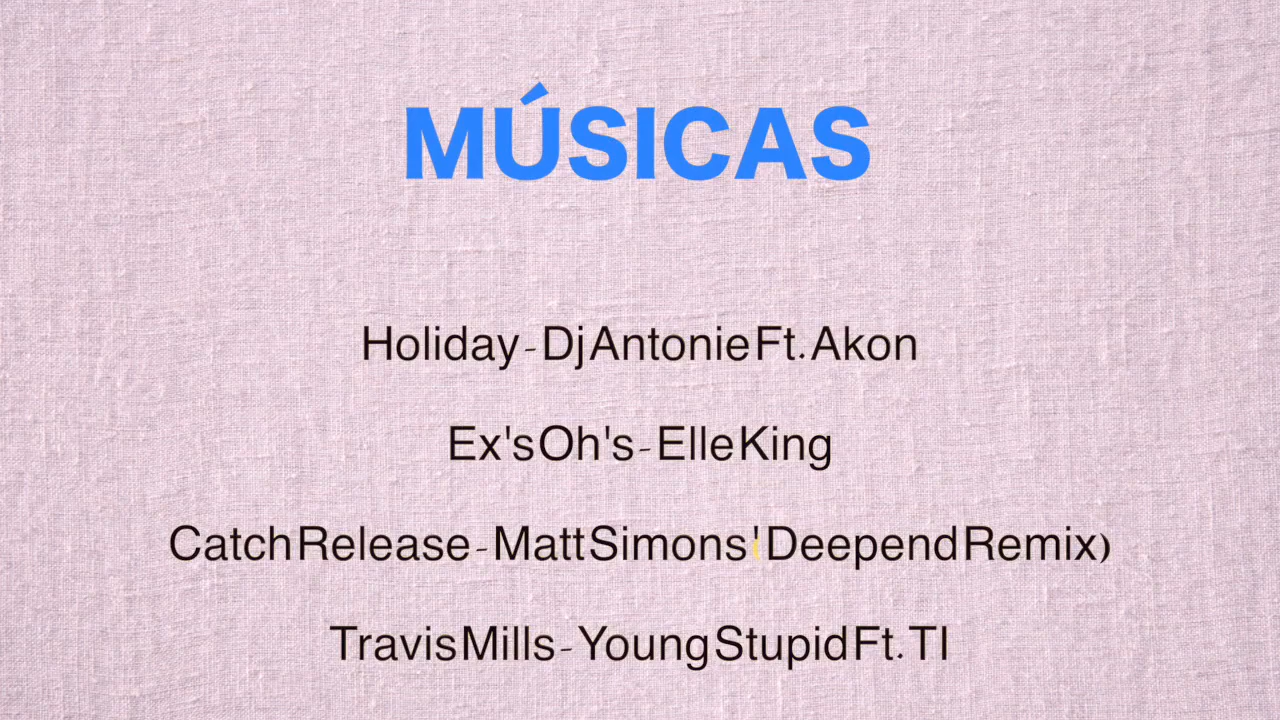 MÚSICAS
Holiday - Dj Antonie Ft. Akon
Ex's Oh's - Elle King
Catch Release - Matt Simons '(Deepend Remix)
Travis Mills - Young Stupid Ft. TI